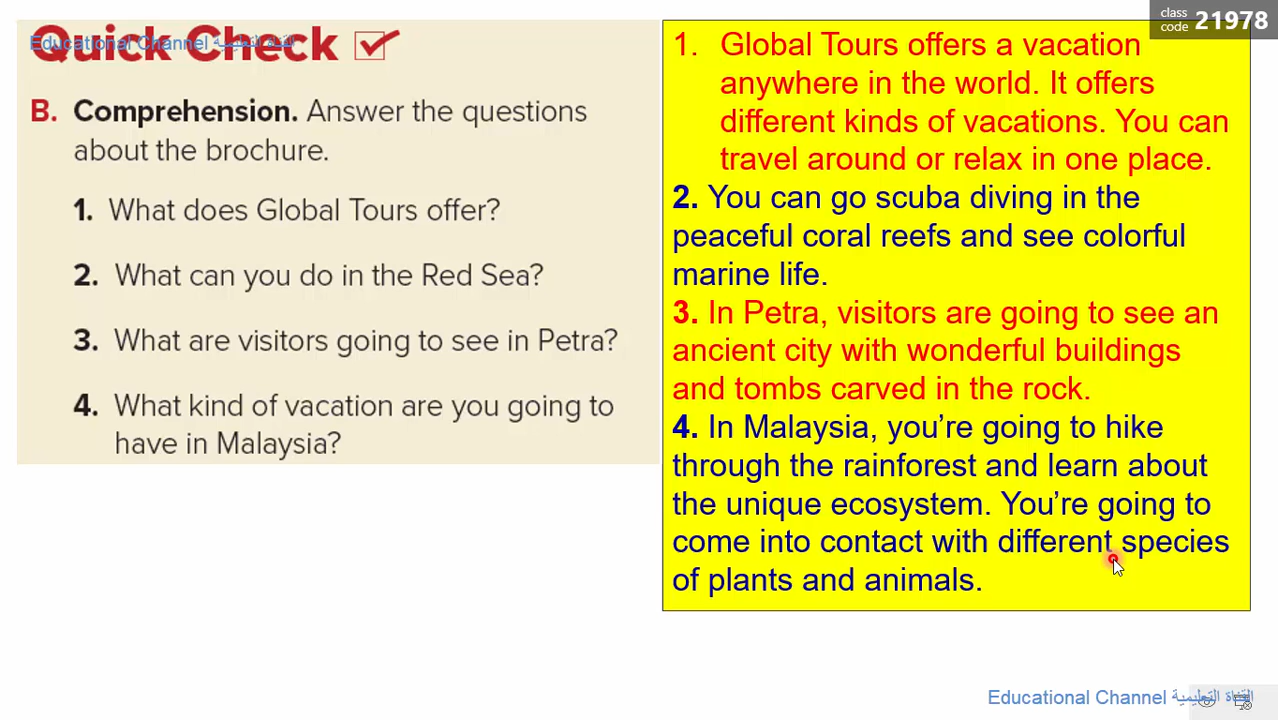 class
code 21978
Quick Check
Educational Channel القناة التعليمية
B. Comprehension. Answer the questions
about the brochure.
1. What does Global Tours offer?
2. What can you do in the Red Sea?
3. What are visitors going to see in Petra?
4. What kind of vacation are you going to
have in Malaysia?
1. Global Tours offers a vacation
anywhere in the world. It offers
different kinds of vacations. You can
travel around or relax in one place.
2. You can go scuba diving in the
peaceful coral reefs and see colorful
marine life.
3. In Petra, visitors are going to see an
ancient city with wonderful buildings
and tombs carved in the rock.
4. In Malaysia, you’re going to hike
through the rainforest and learn about
the unique ecosystem. You’re going to
come into contact with different species
of plants and animals.
Educational Channel القناة التعليمية